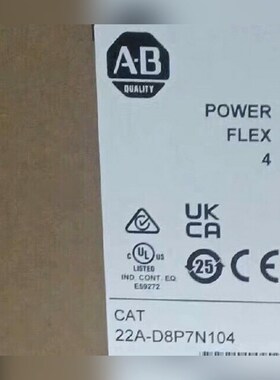 A-B
QUALITY
POWER
FLEX
4
UK
CA
C UL US
LISTED
IND. CONT. EQ.
E59272
25
CE
CAT
22A-D8P7N104